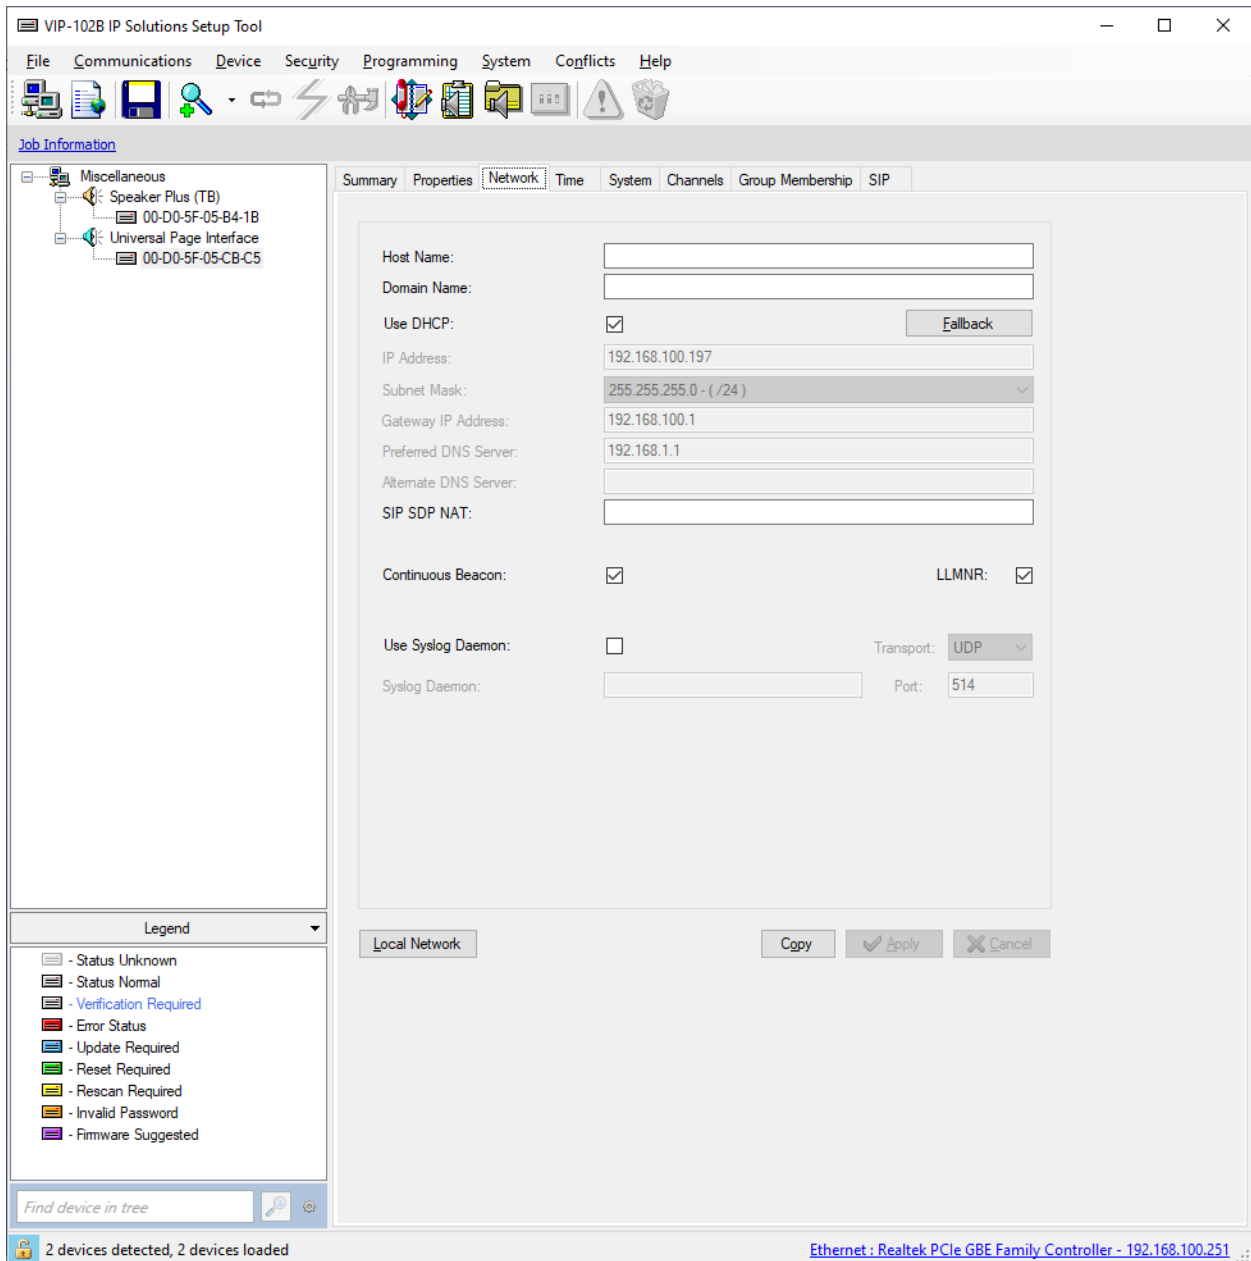 VIP-102B IP Solutions Setup Tool
File Communications Device Security Programming System Conflicts Help
Job Information
Miscellaneous
Speaker Plus (TB)
00-D0-5F-05-B4-1B
Universal Page Interface
00-D0-5F-05-CB-C5
Summary Properties Network Time System Channels Group Membership SIP
Host Name:
Domain Name:
Use DHCP: Fallback
IP Address: 192.168.100.197
Subnet Mask: 255.255.255.0 - ( /24 )
Gateway IP Address: 192.168.100.1
Preferred DNS Server: 192.168.1.1
Alternate DNS Server:
SIP SDP NAT:
Continuous Beacon: LLMNR:
Use Syslog Daemon: Transport: UDP
Syslog Daemon: Port: 514
Local Network Copy Apply Cancel
Legend
- Status Unknown
- Status Normal
- Verification Required
- Error Status
- Update Required
- Reset Required
- Rescan Required
- Invalid Password
- Firmware Suggested
Find device in tree
2 devices detected, 2 devices loaded
Ethernet : Realtek PCIe GBE Family Controller - 192.168.100.251